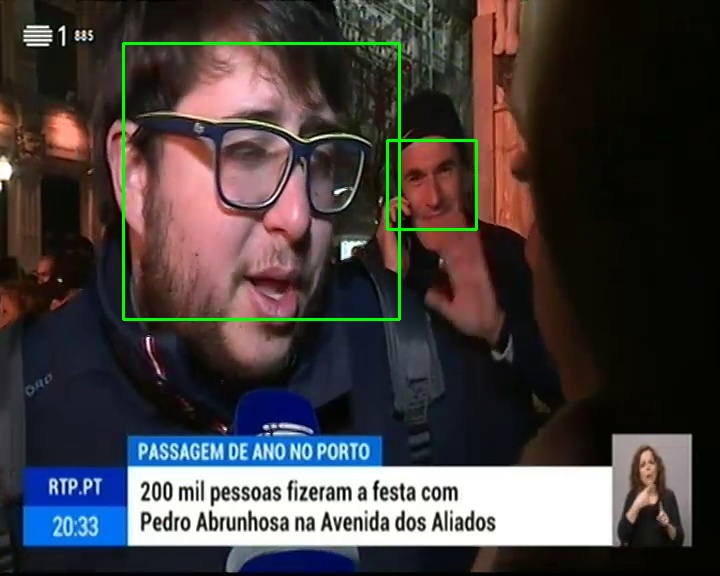 1 885
PASSAGEM DE ANO NO PORTO
RTP.PT
200 mil pessoas fizeram a festa com
20:33
Pedro Abrunhosa na Avenida dos Aliados